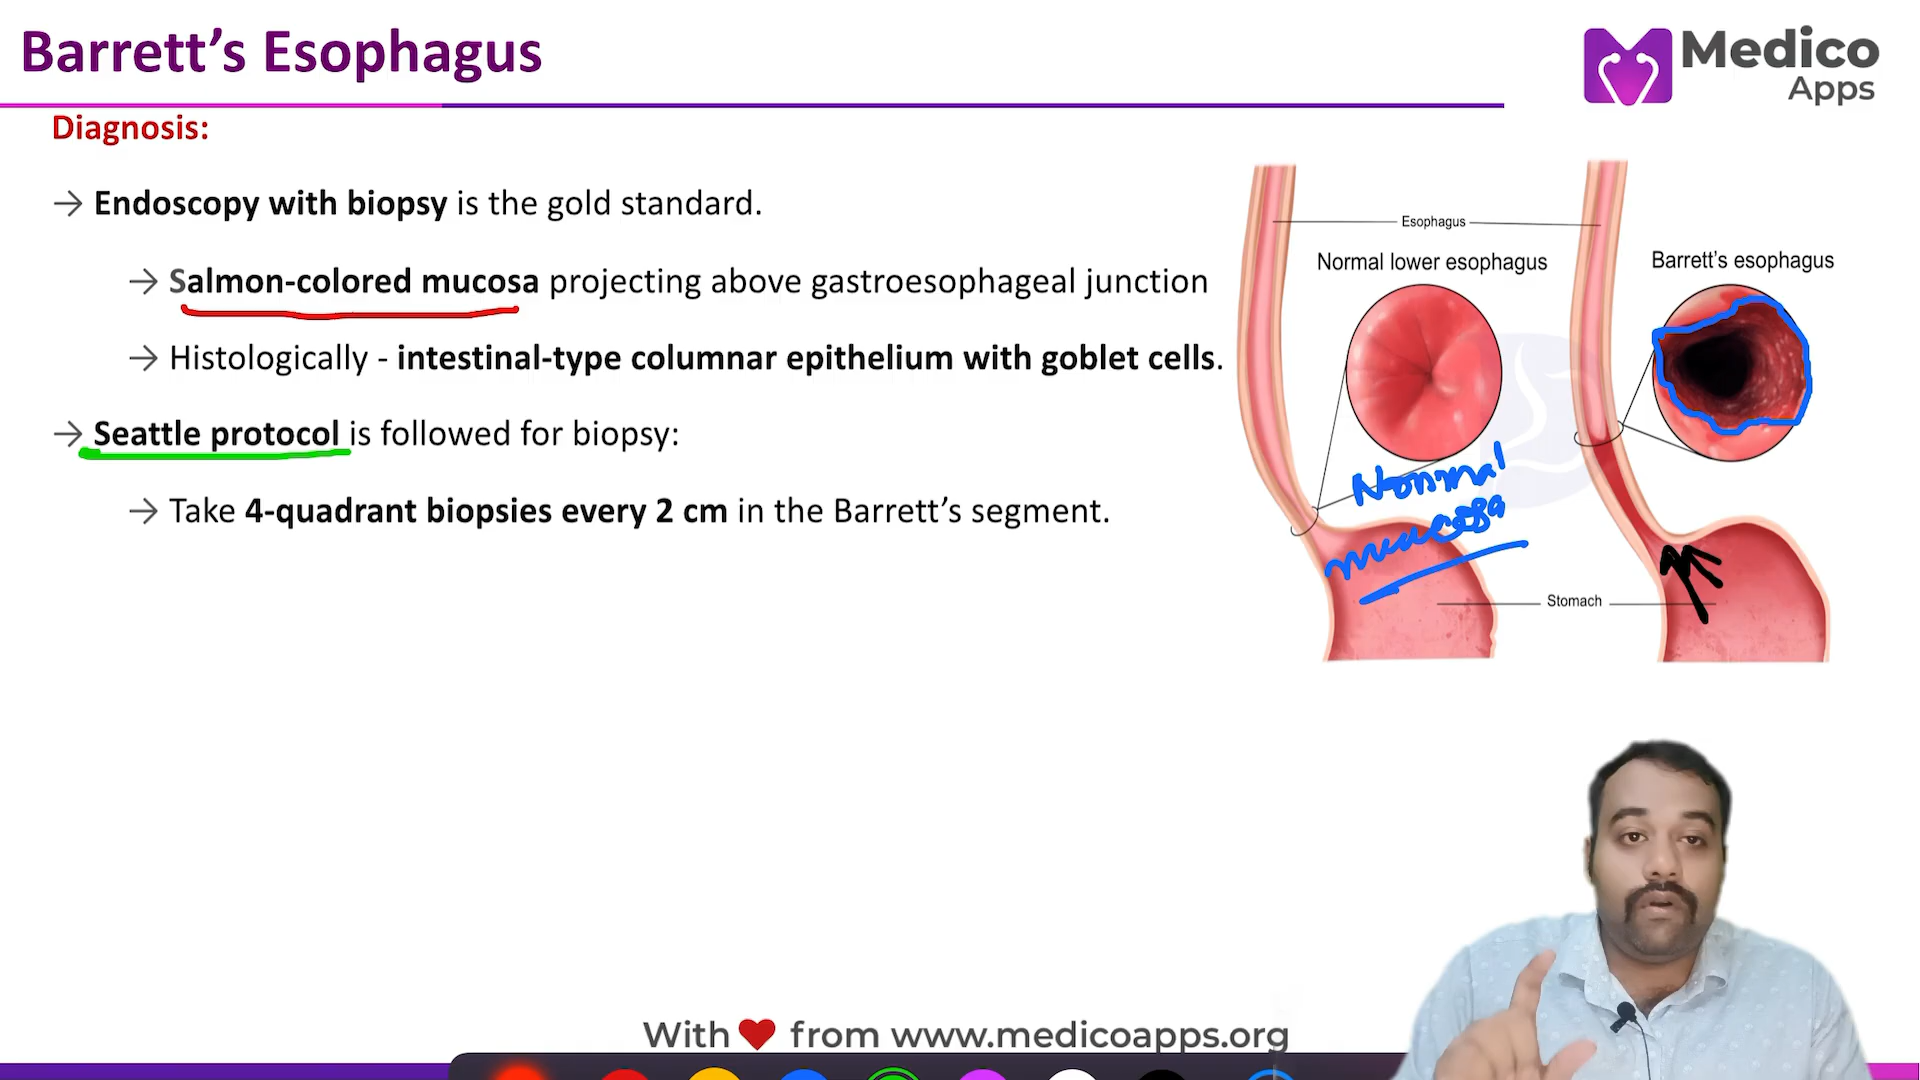 Barrett’s Esophagus
Medico
Apps
Diagnosis:
→ Endoscopy with biopsy is the gold standard.
→ Salmon-colored mucosa projecting above gastroesophageal junction
→ Histologically - intestinal-type columnar epithelium with goblet cells.
→ Seattle protocol is followed for biopsy:
→ Take 4-quadrant biopsies every 2 cm in the Barrett’s segment.
Esophagus
Normal lower esophagus
Barrett’s esophagus
Normal
mucosa
Stomach
With ❤ from www.medicoapps.org